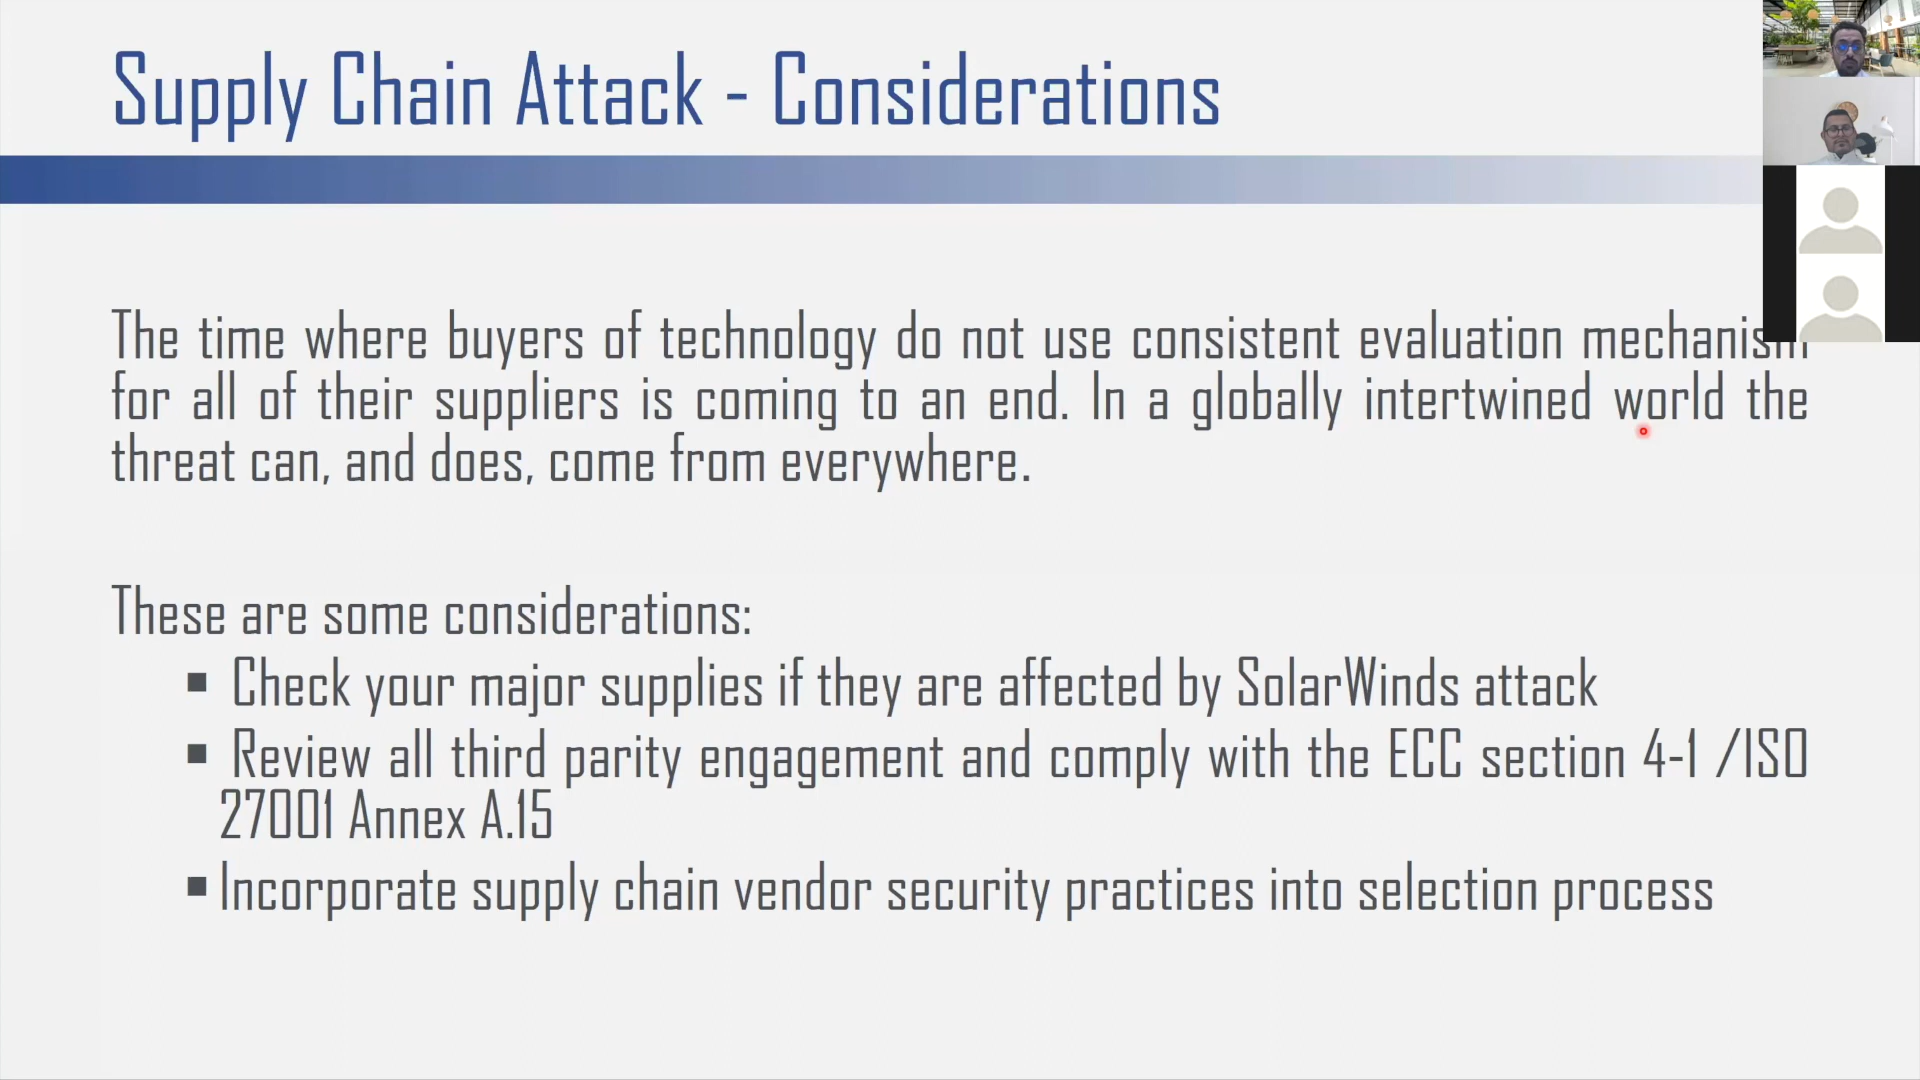 Supply Chain Attack - Considerations
The time where buyers of technology do not use consistent evaluation mechanism
for all of their suppliers is coming to an end. In a globally intertwined world the
threat can, and does, come from everywhere.
These are some considerations:
▪ Check your major supplies if they are affected by SolarWinds attack
▪ Review all third parity engagement and comply with the ECC section 4-1 /ISO
27001 Annex A.15
▪ Incorporate supply chain vendor security practices into selection process